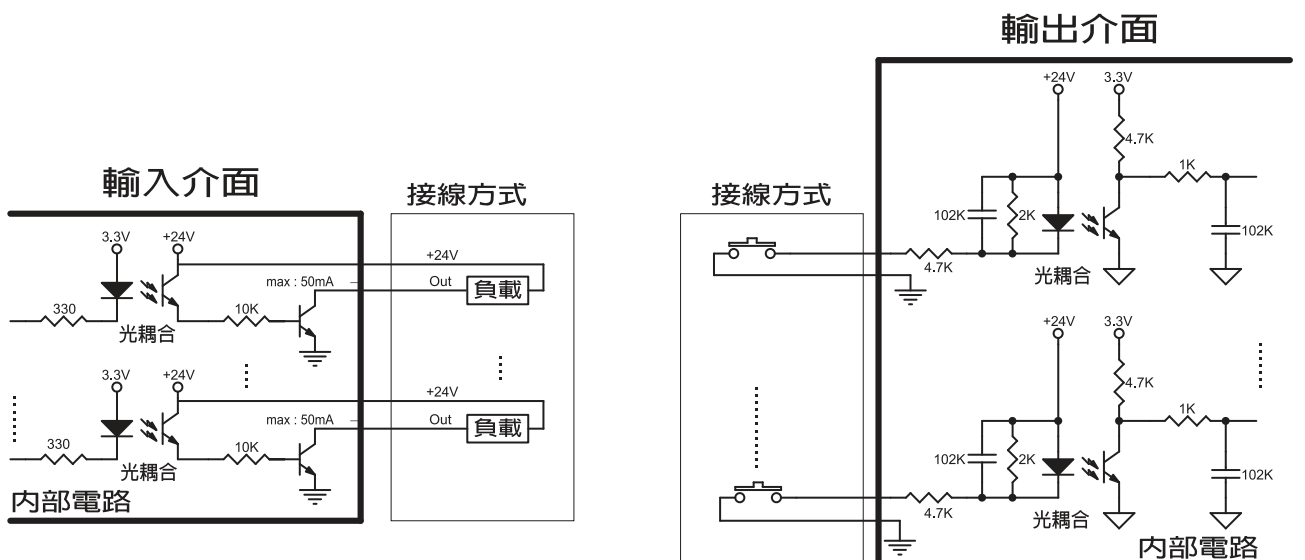 輸入介面
接線方式
3.3V
+24V
+24V
max : 50mA
Out
負載
330
10K
光耦合
3.3V
+24V
+24V
max : 50mA
Out
負載
330
10K
光耦合
內部電路
輸出介面
接線方式
+24V
3.3V
4.7K
1K
102K
2K
102K
4.7K
光耦合
+24V
3.3V
4.7K
1K
102K
2K
102K
4.7K
光耦合
內部電路